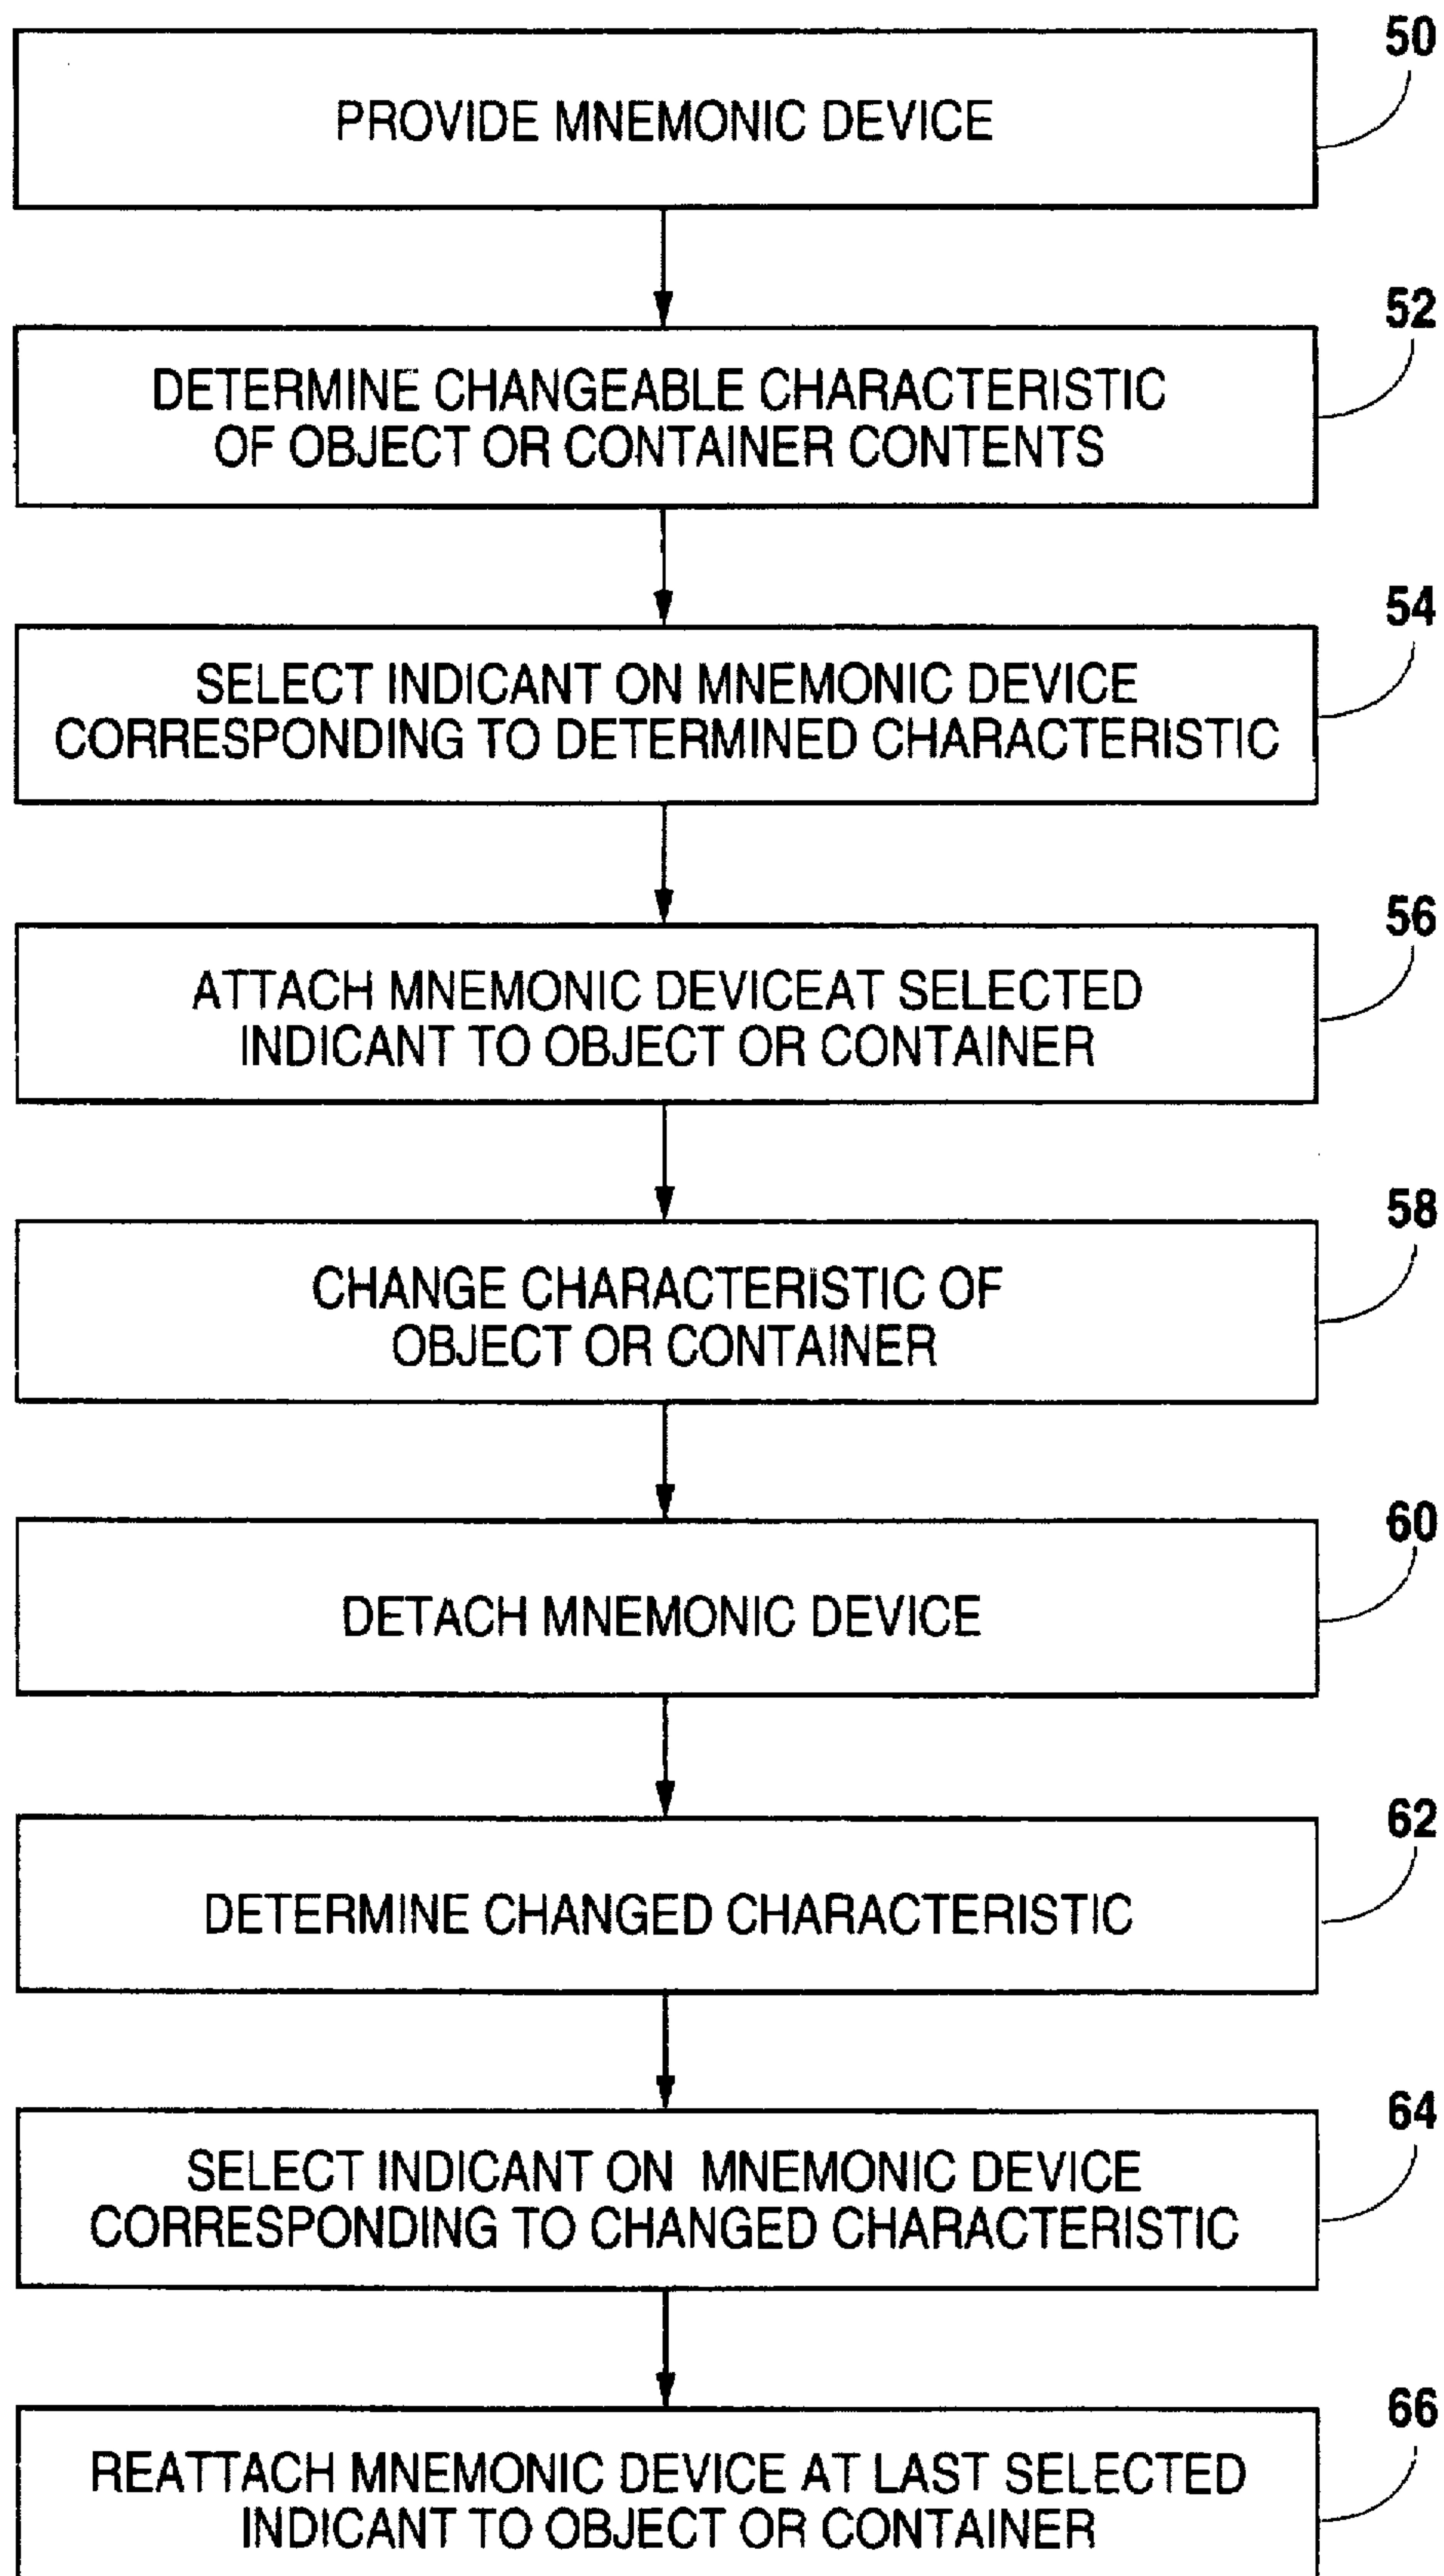 50
PROVIDE MNEMONIC DEVICE
52
DETERMINE CHANGEABLE CHARACTERISTIC
OF OBJECT OR CONTAINER CONTENTS
54
SELECT INDICANT ON MNEMONIC DEVICE
CORRESPONDING TO DETERMINED CHARACTERISTIC
56
ATTACH MNEMONIC DEVICEAT SELECTED
INDICANT TO OBJECT OR CONTAINER
58
CHANGE CHARACTERISTIC OF
OBJECT OR CONTAINER
60
DETACH MNEMONIC DEVICE
62
DETERMINE CHANGED CHARACTERISTIC
64
SELECT INDICANT ON MNEMONIC DEVICE
CORRESPONDING TO CHANGED CHARACTERISTIC
66
REATTACH MNEMONIC DEVICE AT LAST SELECTED
INDICANT TO OBJECT OR CONTAINER